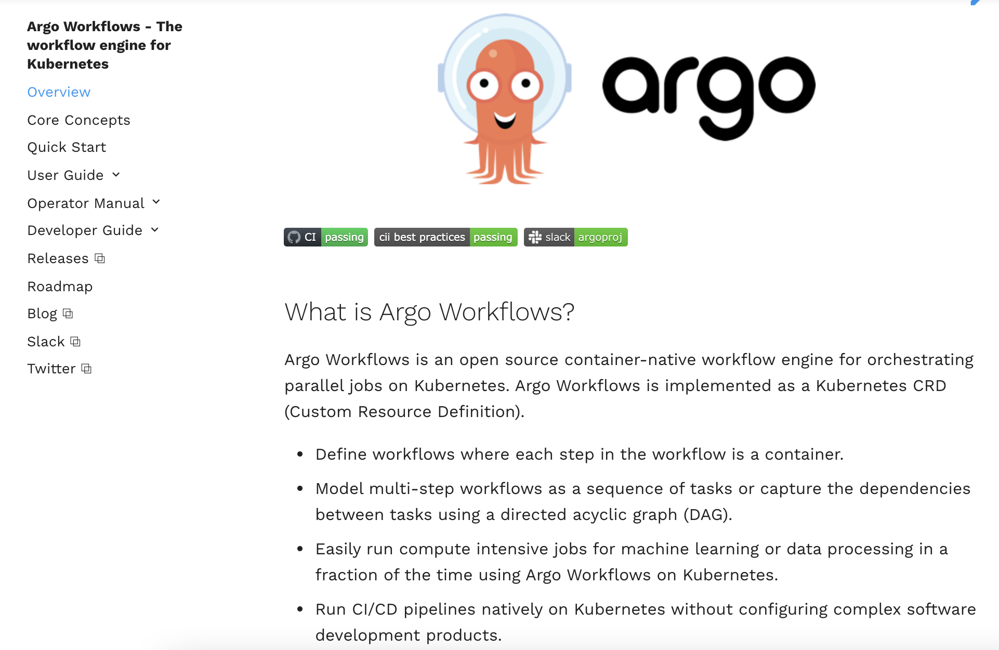 Argo Workflows - The
workflow engine for
Kubernetes
Overview
Core Concepts
Quick Start
User Guide
Operator Manual
Developer Guide
Releases
Roadmap
Blog
Slack
Twitter
argo
CI passing
cii best practices passing
slack argoproj
What is Argo Workflows?
Argo Workflows is an open source container-native workflow engine for orchestrating
parallel jobs on Kubernetes. Argo Workflows is implemented as a Kubernetes CRD
(Custom Resource Definition).
• Define workflows where each step in the workflow is a container.
• Model multi-step workflows as a sequence of tasks or capture the dependencies
between tasks using a directed acyclic graph (DAG).
• Easily run compute intensive jobs for machine learning or data processing in a
fraction of the time using Argo Workflows on Kubernetes.
• Run CI/CD pipelines natively on Kubernetes without configuring complex software
development products.